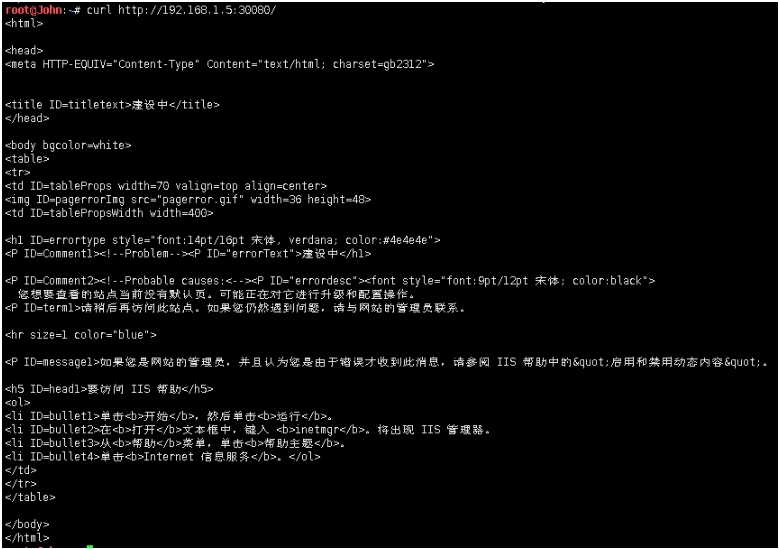 root@John:~# curl http://192.168.1.5:30080/
<html>
<head>
<meta HTTP-EQUIV="Content-Type" Content="text/html; charset=gb2312">
<title ID=titletext>建设中</title>
</head>
<body bgcolor=white>
<table>
<tr>
<td ID=tableProps width=70 valign=top align=center>
<img ID=pagerrorImg src="pagerror.gif" width=36 height=48>
<td ID=tablePropsWidth width=400>
<h1 ID=errortype style="font:14pt/16pt 宋体, verdana; color:#4e4e4e">
<P ID=Comment1><!--Problem--><P ID="errorText">建设中</h1>
<P ID=Comment2><!--Probable causes:<--><P ID="errordesc"><font style="font:9pt/12pt 宋体; color:black">
您想要查看的站点当前没有默认页。可能正在对它进行升级和配置操作。
<P ID=term1>请稍后再访问此站点。如果您仍然遇到问题，请与网站的管理员联系。
<hr size=1 color="blue">
<P ID=message1>如果您是网站的管理员，并且认为您是由于错误才收到此消息，请参阅 IIS 帮助中的&quot;启用和禁用动态内容&quot;。
<h5 ID=head1>要访问 IIS 帮助</h5>
<ol>
<li ID=bullet1>单击<b>开始</b>，然后单击<b>运行</b>。
<li ID=bullet2>在<b>打开</b>文本框中，键入 <b>inetmgr</b>。将出现 IIS 管理器。
<li ID=bullet3>从<b>帮助</b>菜单，单击<b>帮助主题</b>。
<li ID=bullet4>单击<b>Internet 信息服务</b>。</ol>
</td>
</tr>
</table>
</body>
</html>